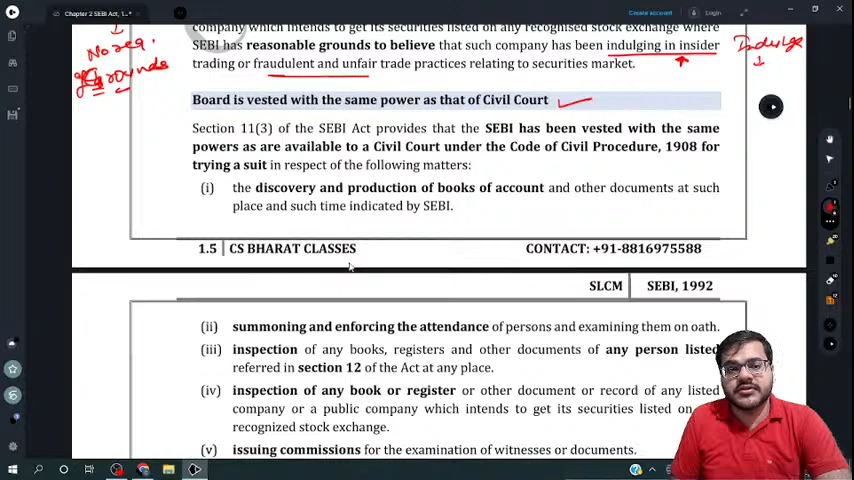 Chapter 2 SEBI Act, 1...*
Create account
Login
company which intends to get its securities listed on any recognised stock exchange where
SEBI has reasonable grounds to believe that such company has been indulging in insider
trading or fraudulent and unfair trade practices relating to securities market.
No req.
grounds
Indulge
Board is vested with the same power as that of Civil Court
Section 11(3) of the SEBI Act provides that the SEBI has been vested with the same
powers as are available to a Civil Court under the Code of Civil Procedure, 1908 for
trying a suit in respect of the following matters:
(i) the discovery and production of books of account and other documents at such
place and such time indicated by SEBI.
1.5 CS BHARAT CLASSES CONTACT: +91-8816975588
SLCM SEBI, 1992
(ii) summoning and enforcing the attendance of persons and examining them on oath.
(iii) inspection of any books, registers and other documents of any person listed
referred in section 12 of the Act at any place.
(iv) inspection of any book or register or other document or record of any listed
company or a public company which intends to get its securities listed on
recognised stock exchange.
(v) issuing commissions for the examination of witnesses or documents.